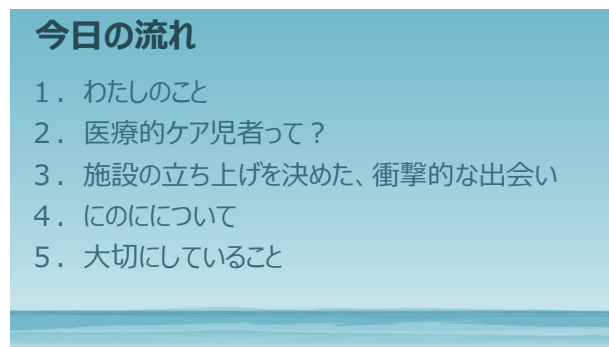 今日の流れ
１．わたしのこと
２．医療的ケア児者って？
３．施設の立ち上げを決めた、衝撃的な出会い
４．にのにについて
５．大切にしていること